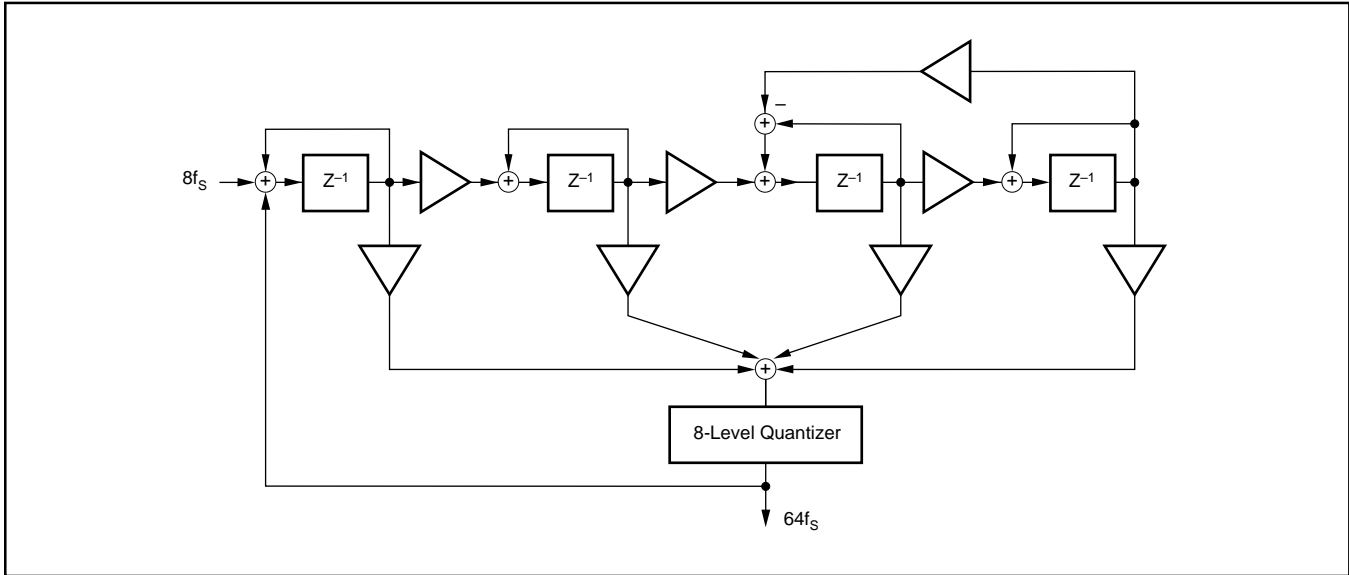 –
+
8f_S
+
Z⁻¹
+
Z⁻¹
+
Z⁻¹
+
Z⁻¹
+
8-Level Quantizer
64f_S